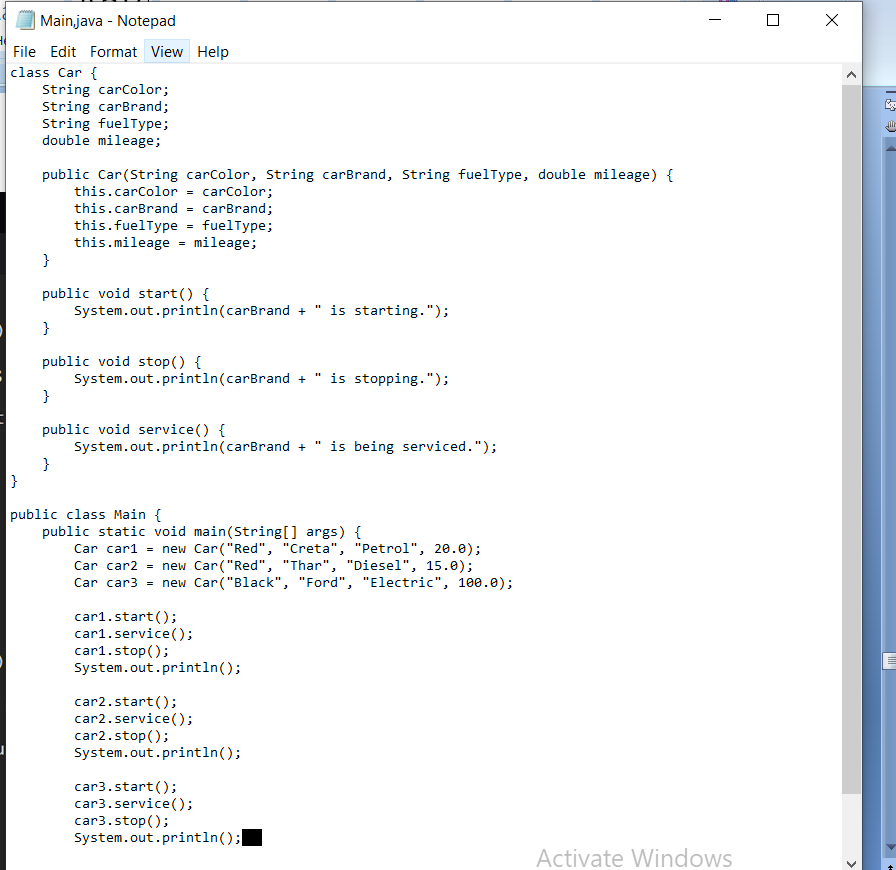 Main,java - Notepad
File Edit Format View Help
class Car {
    String carColor;
    String carBrand;
    String fuelType;
    double mileage;

    public Car(String carColor, String carBrand, String fuelType, double mileage) {
        this.carColor = carColor;
        this.carBrand = carBrand;
        this.fuelType = fuelType;
        this.mileage = mileage;
    }

    public void start() {
        System.out.println(carBrand + " is starting.");
    }

    public void stop() {
        System.out.println(carBrand + " is stopping.");
    }

    public void service() {
        System.out.println(carBrand + " is being serviced.");
    }
}

public class Main {
    public static void main(String[] args) {
        Car car1 = new Car("Red", "Creta", "Petrol", 20.0);
        Car car2 = new Car("Red", "Thar", "Diesel", 15.0);
        Car car3 = new Car("Black", "Ford", "Electric", 100.0);

        car1.start();
        car1.service();
        car1.stop();
        System.out.println();

        car2.start();
        car2.service();
        car2.stop();
        System.out.println();

        car3.start();
        car3.service();
        car3.stop();
        System.out.println();
Activate Windows